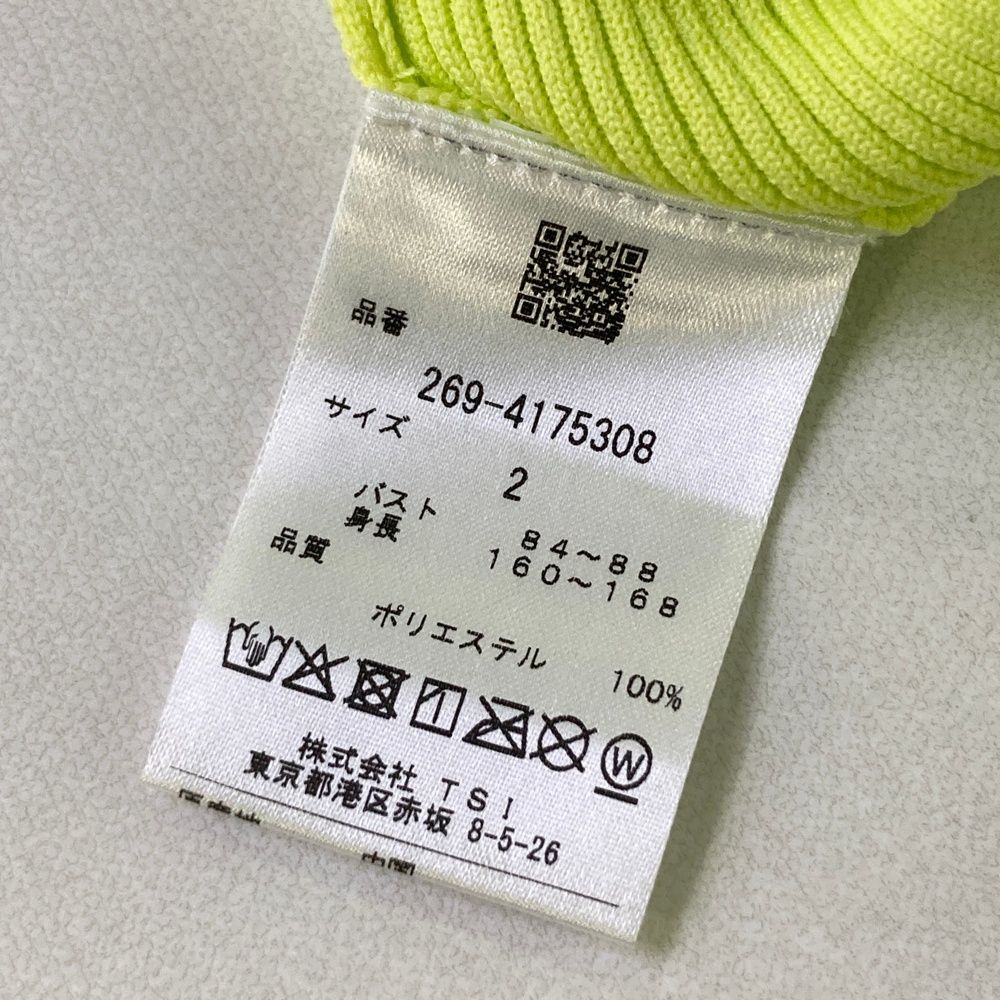 品番
269-4175308
サイズ
2
バスト 84～88
身長 160～168
品質
ポリエステル 100%
W
株式会社 TSI
東京都港区赤坂 8-5-26